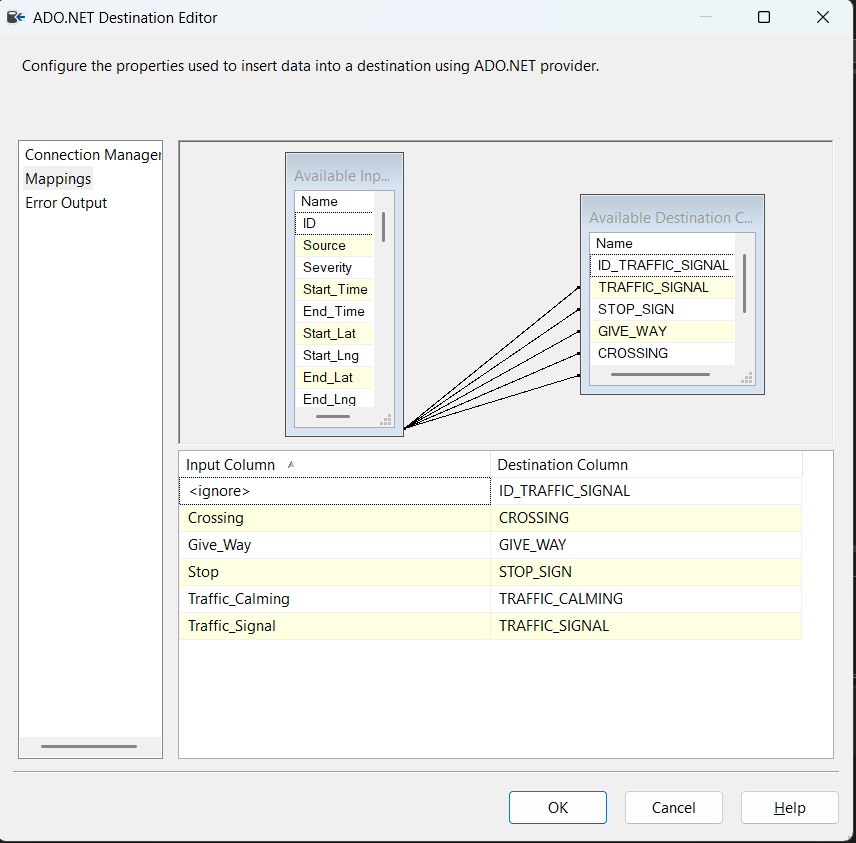 ADO.NET Destination Editor
Configure the properties used to insert data into a destination using ADO.NET provider.
Connection Manager
Mappings
Error Output
Available Inp...
Name
ID
Source
Severity
Start_Time
End_Time
Start_Lat
Start_Lng
End_Lat
End_Lng
Available Destination C...
Name
ID_TRAFFIC_SIGNAL
TRAFFIC_SIGNAL
STOP_SIGN
GIVE_WAY
CROSSING
Input Column Destination Column
<ignore> ID_TRAFFIC_SIGNAL
Crossing CROSSING
Give_Way GIVE_WAY
Stop STOP_SIGN
Traffic_Calming TRAFFIC_CALMING
Traffic_Signal TRAFFIC_SIGNAL
OK Cancel Help